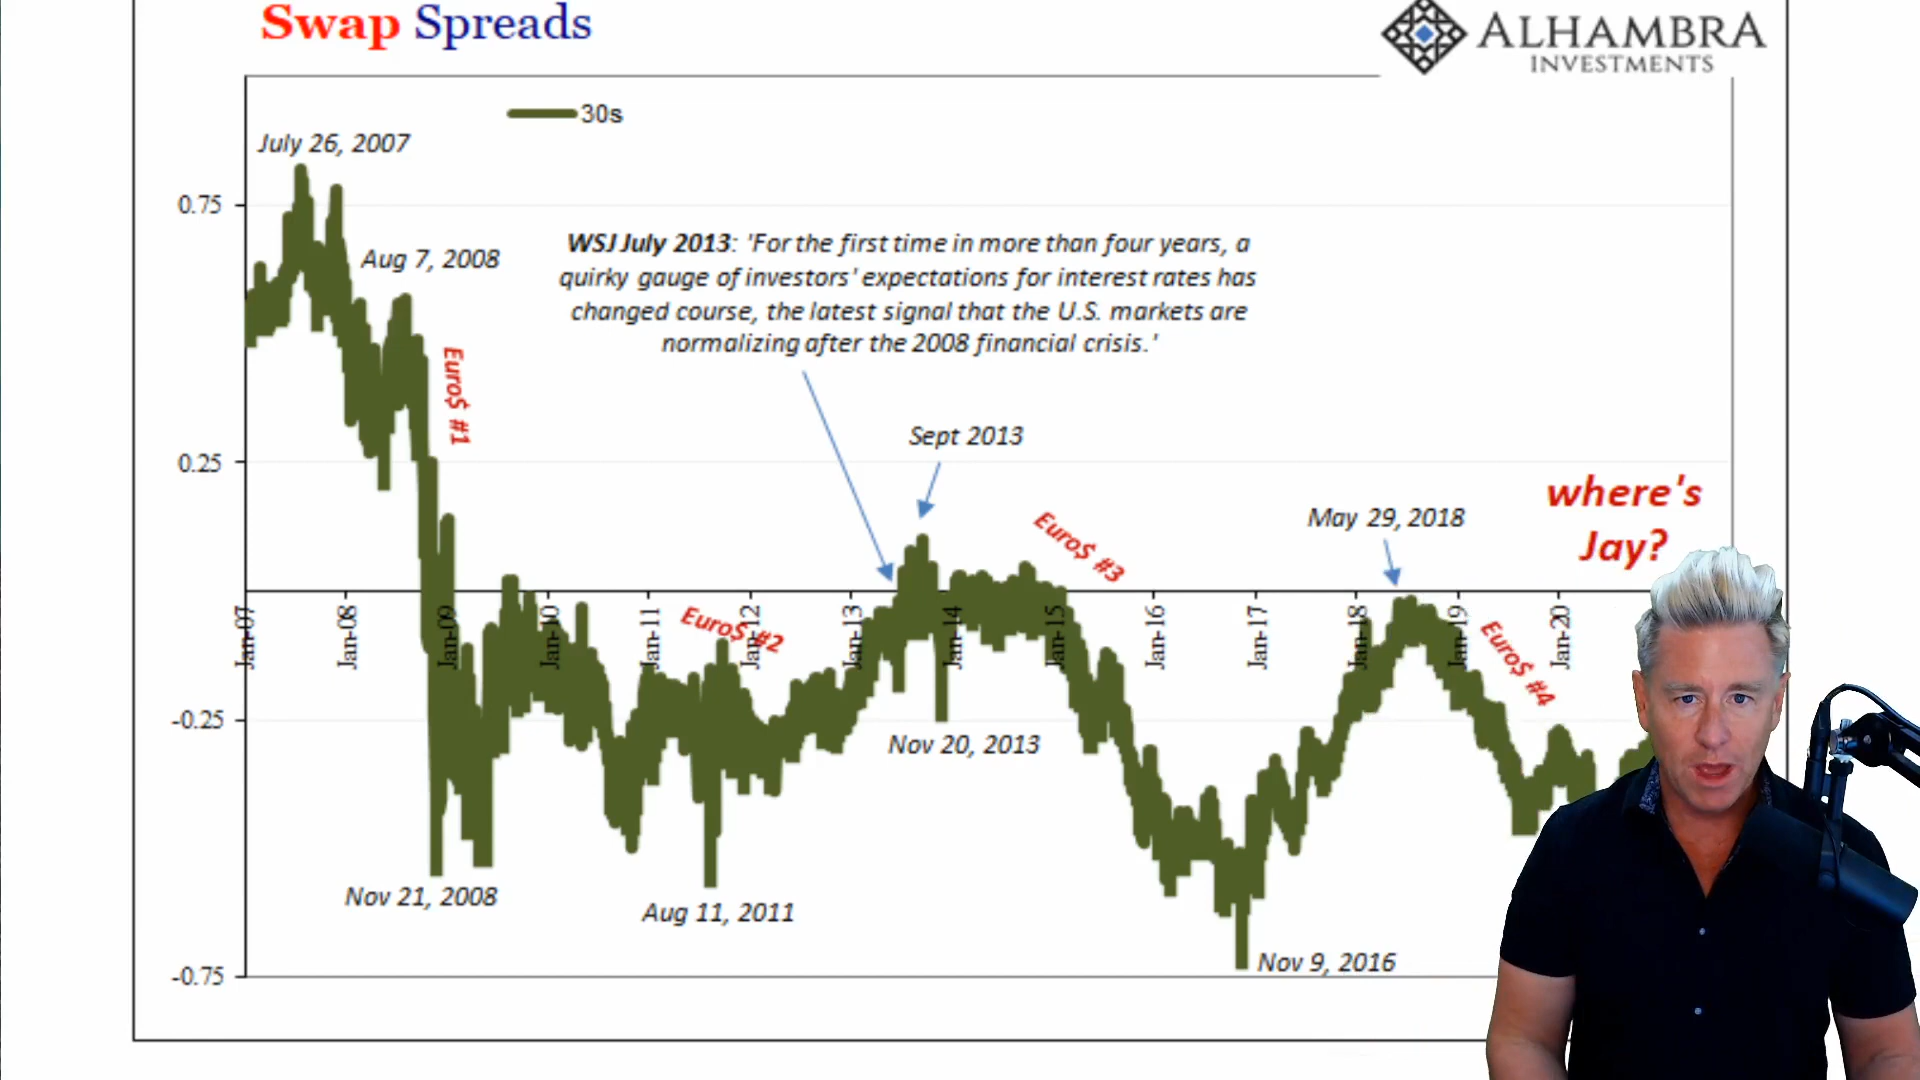 Swap Spreads
ALHAMBRA
INVESTMENTS
30s
July 26, 2007
0.75
Aug 7, 2008
WSJ July 2013: 'For the first time in more than four years, a
quirky gauge of investors' expectations for interest rates has
changed course, the latest signal that the U.S. markets are
normalizing after the 2008 financial crisis.'
Euro$ #1
Sept 2013
0.25
where's
Jay?
May 29, 2018
Euro$ #3
Jan-07
Jan-08
Jan-09
Jan-10
Jan-11
Jan-12
Jan-13
Jan-14
Jan-15
Jan-16
Jan-17
Jan-18
Jan-19
Jan-20
Euro$ #2
Euro$ #4
-0.25
Nov 20, 2013
Nov 21, 2008
Aug 11, 2011
Nov 9, 2016
-0.75